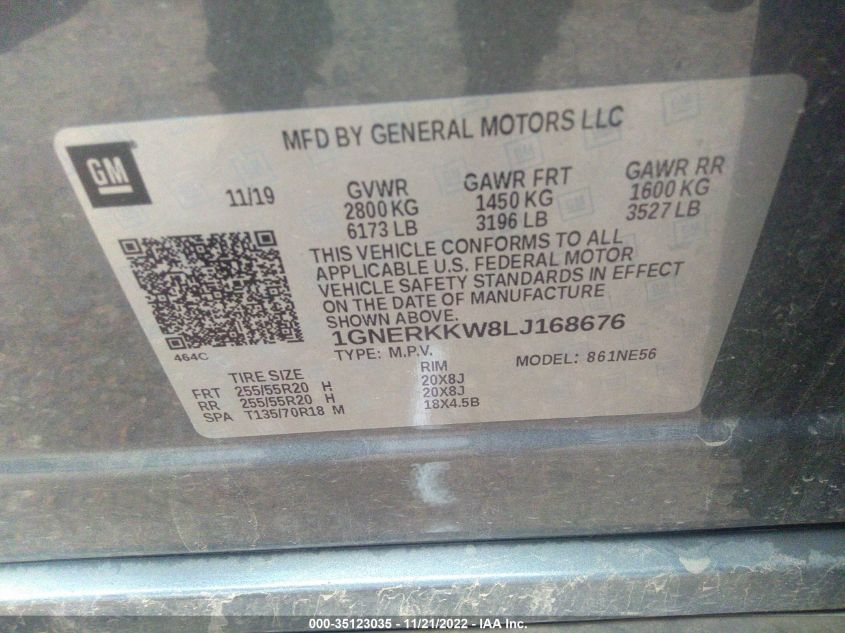 MFD BY GENERAL MOTORS LLC
GM
11/19
GVWR GAWR FRT GAWR RR
2800 KG 1450 KG 1600 KG
6173 LB 3196 LB 3527 LB
THIS VEHICLE CONFORMS TO ALL
APPLICABLE U.S. FEDERAL MOTOR
VEHICLE SAFETY STANDARDS IN EFFECT
ON THE DATE OF MANUFACTURE
SHOWN ABOVE.
1GNERKKW8LJ168676
464C
TYPE: M.P.V. MODEL: 861NE56
TIRE SIZE RIM
FRT 255/55R20 H 20X8J
RR 255/55R20 H 20X8J
SPA T135/70R18 M 18X4.5B
000-35123035 - 11/21/2022 - IAA Inc.